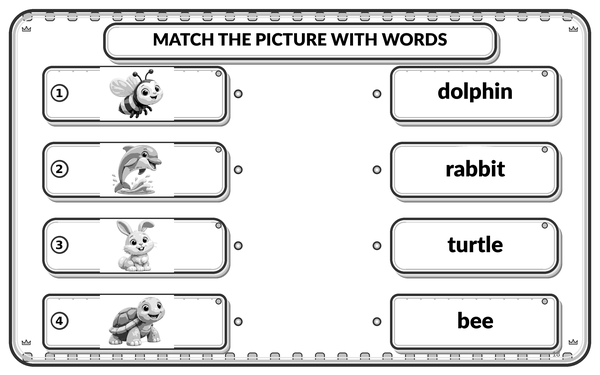 MATCH THE PICTURE WITH WORDS
1
dolphin
2
rabbit
3
turtle
4
bee